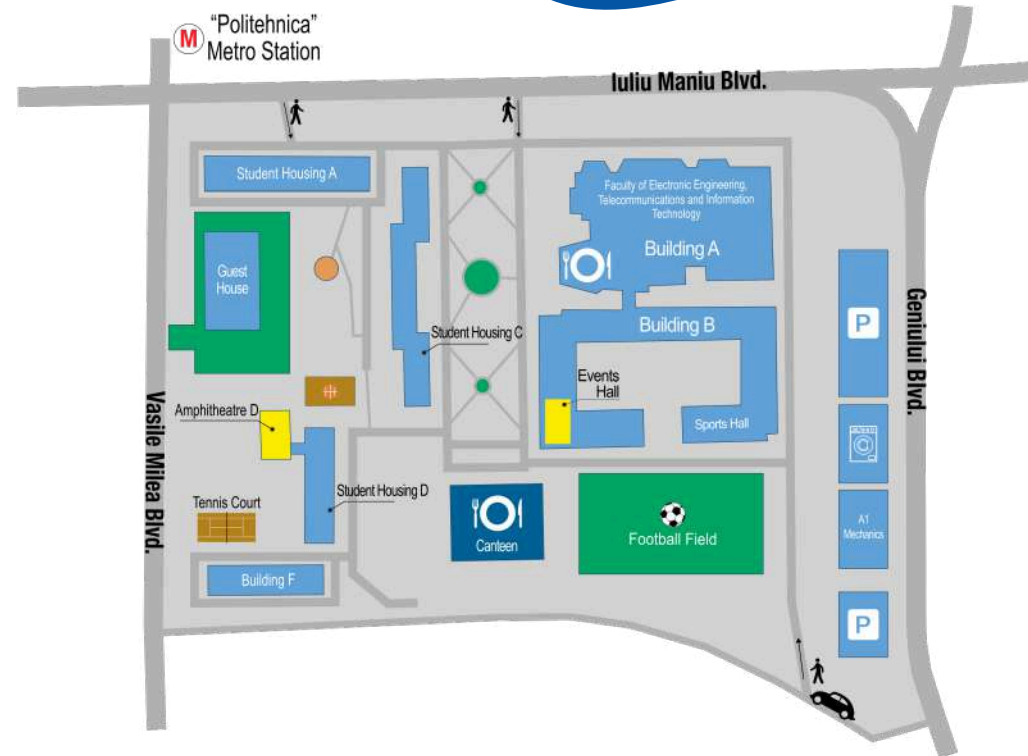 "Politehnica"
M
Metro Station
Iuliu Maniu Blvd.
Student Housing A
Faculty of Electronic Engineering,
Telecommunications and Information
Technology
Building A
Guest
House
Building B
P
Geniului Blvd.
Student Housing C
Events
Hall
Vasile Milea Blvd.
Amphitheatre D
Sports Hall
Student Housing D
Tennis Court
A1
Mechanics
Canteen
Football Field
Building F
P